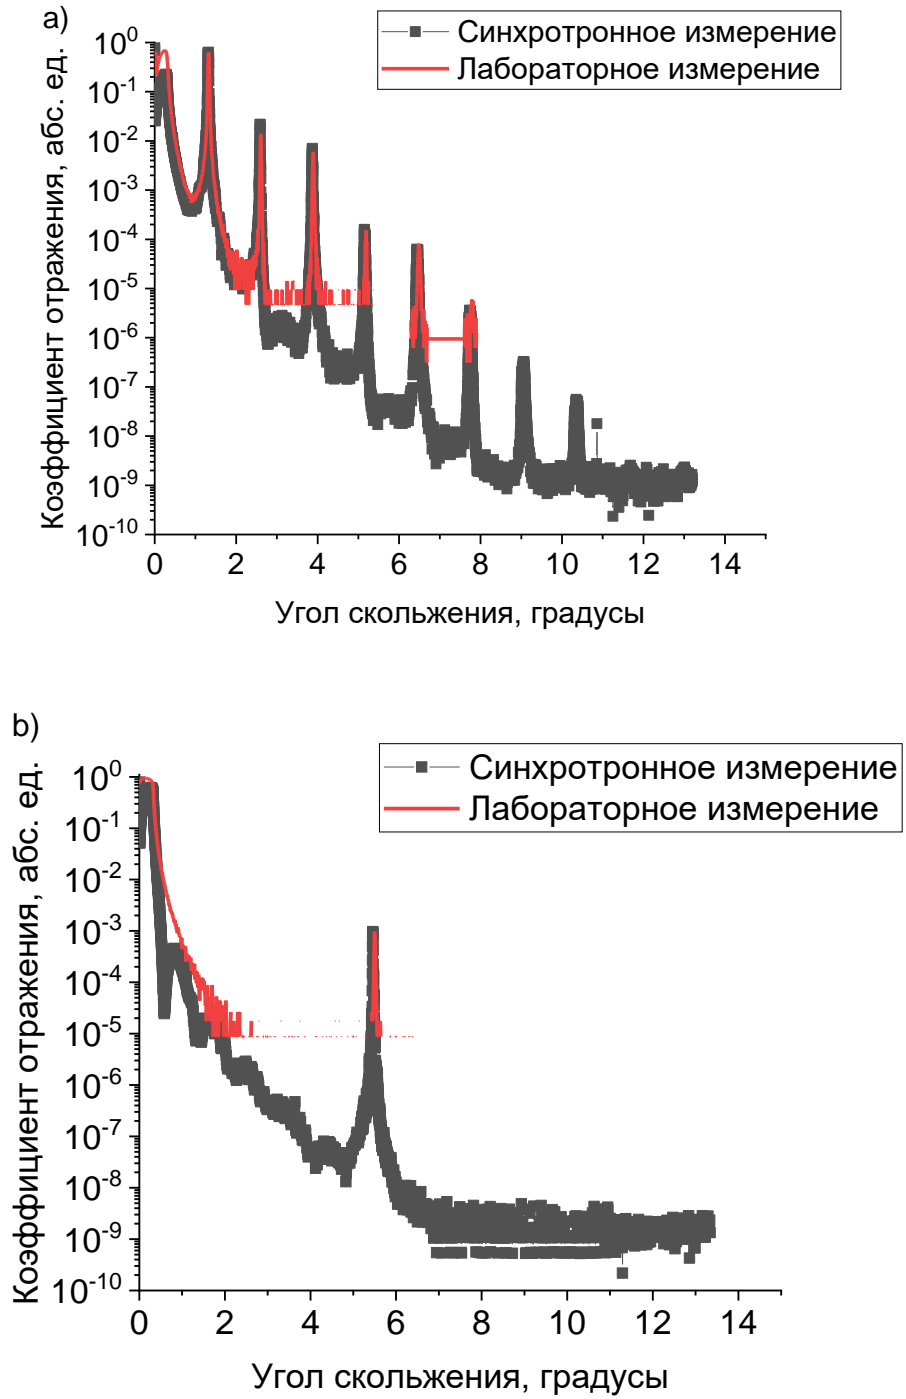 a)
Синхротронное измерение
Лабораторное измерение
Коэффициент отражения, абс. ед.
10^0
10^-1
10^-2
10^-3
10^-4
10^-5
10^-6
10^-7
10^-8
10^-9
10^-10
0 2 4 6 8 10 12 14
Угол скольжения, градусы
b)
Синхротронное измерение
Лабораторное измерение
Коэффициент отражения, абс. ед.
10^0
10^-1
10^-2
10^-3
10^-4
10^-5
10^-6
10^-7
10^-8
10^-9
10^-10
0 2 4 6 8 10 12 14
Угол скольжения, градусы